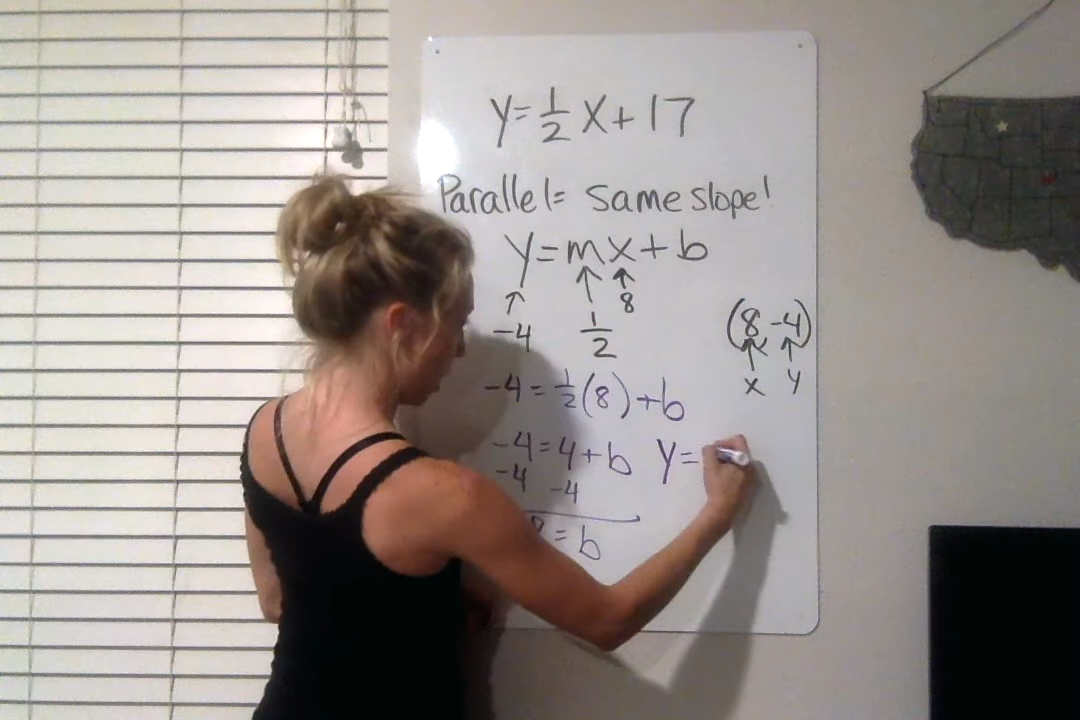 y=1/2 x+17
Parallel= same slope!
y=mx+b
↑ ↑ ↑
-4 1/2 8
(8,-4)
↑ ↑
x y
-4=1/2(8)+b
-4=4+b
-4 -4
=b
y=